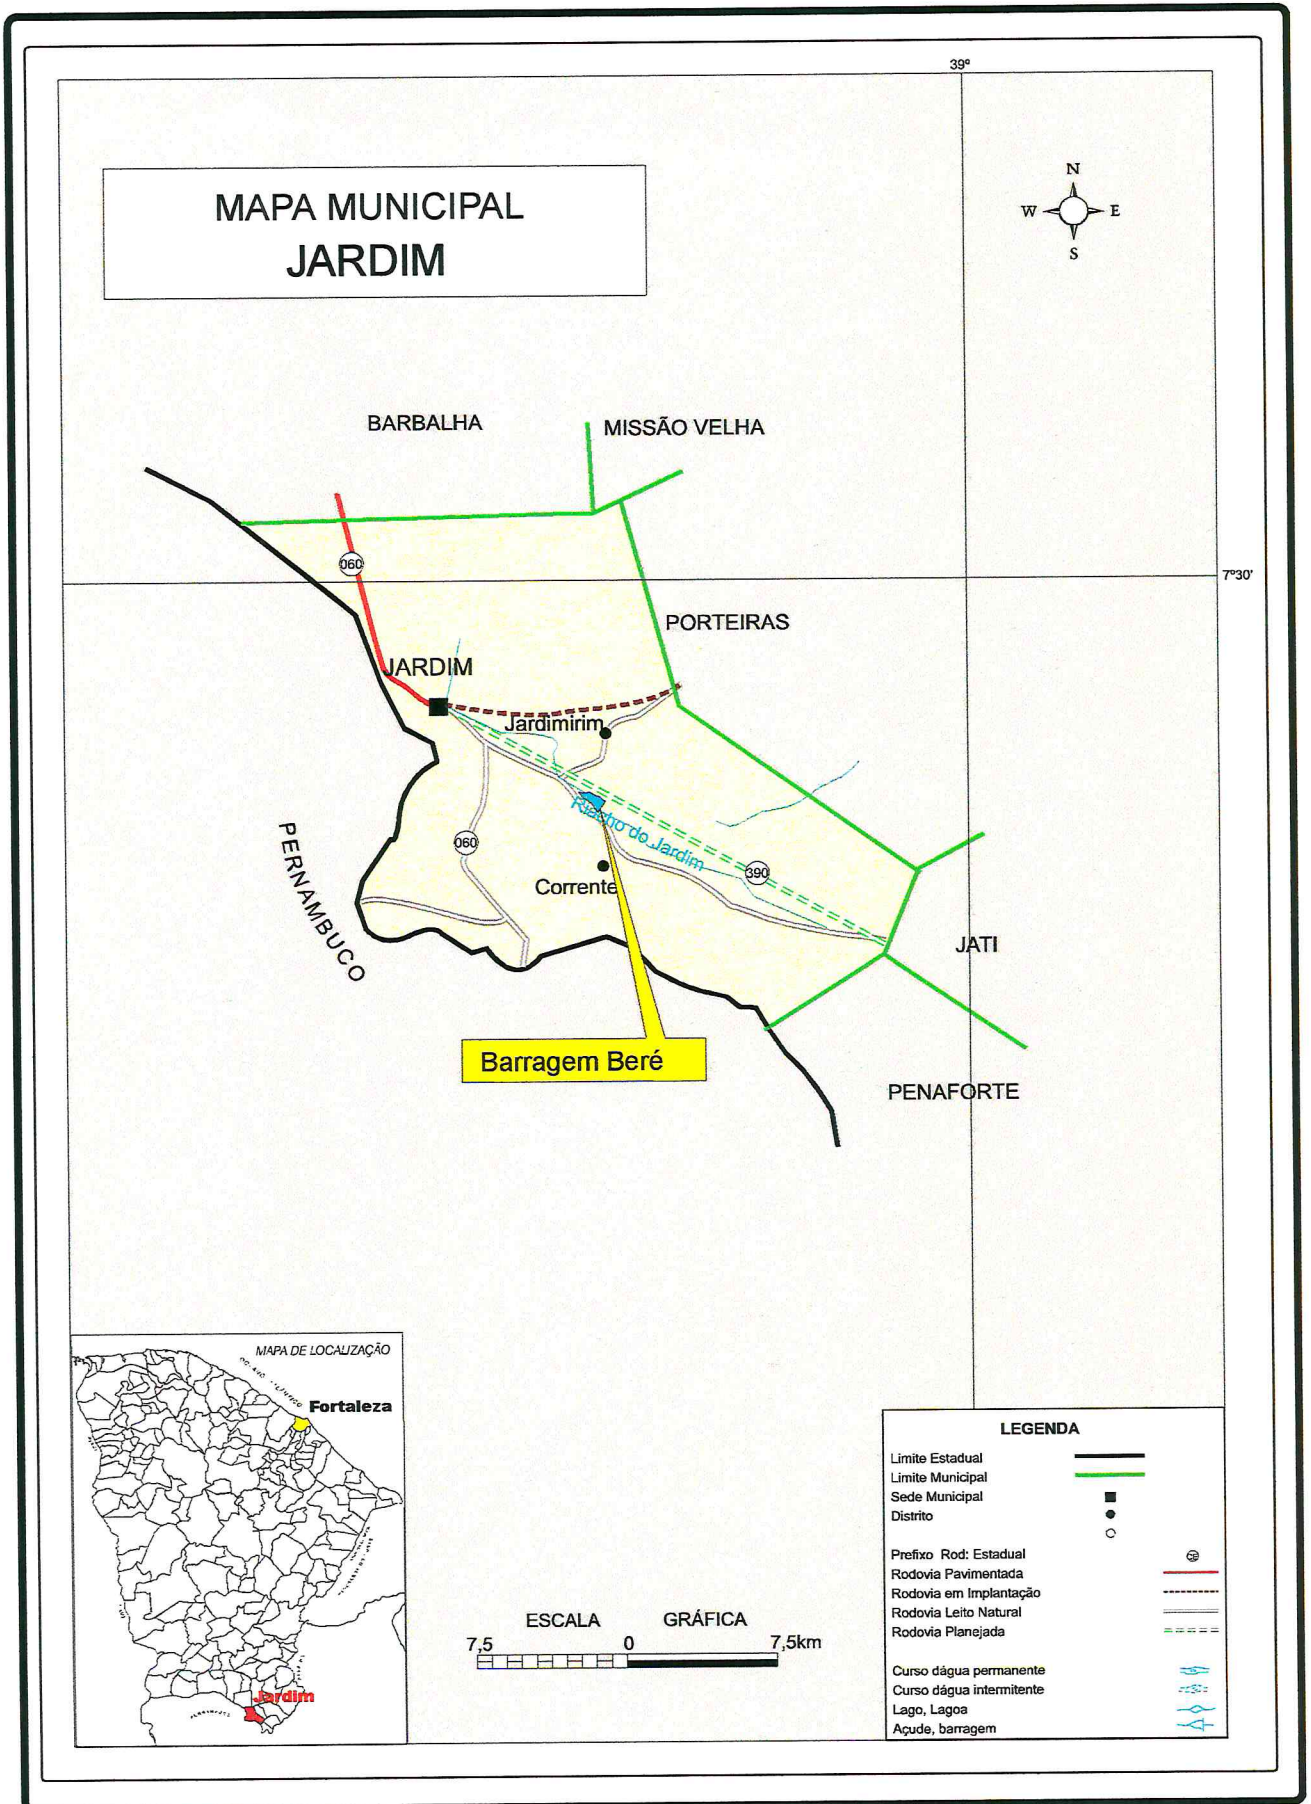 39º
MAPA MUNICIPAL
JARDIM
N
W E
S
BARBALHA
MISSÃO VELHA
060
7º30'
PORTEIRAS
JARDIM
Jardimirim
Riacho do Jardim
060
390
PERNAMBUCO
Corrente
JATI
Barragem Beré
PENAFORTE
MAPA DE LOCALIZAÇÃO
Fortaleza
Jardim
ESCALA GRÁFICA
7,5 0 7,5km
LEGENDA
Limite Estadual
Limite Municipal
Sede Municipal
Distrito
Prefixo Rod: Estadual
CE
Rodovia Pavimentada
Rodovia em Implantação
Rodovia Leito Natural
Rodovia Planejada
Curso dágua permanente
Curso dágua intermitente
Lago, Lagoa
Açude, barragem